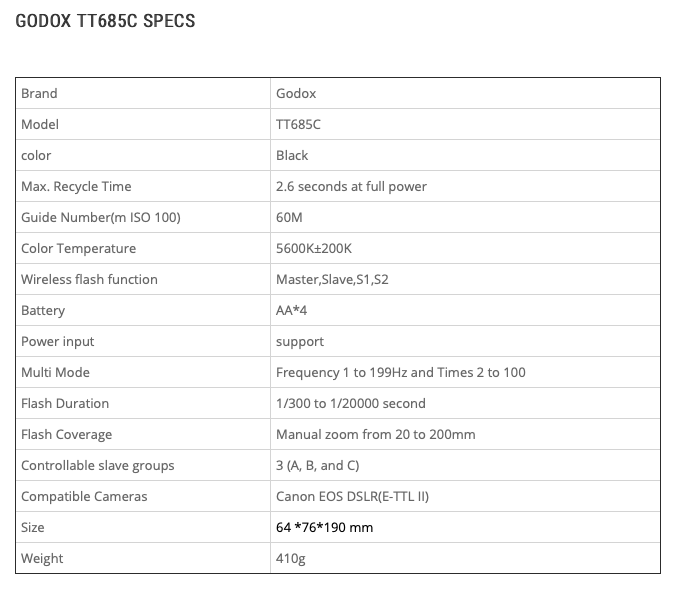 GODOX TT685C SPECS
Brand Godox
Model TT685C
color Black
Max. Recycle Time 2.6 seconds at full power
Guide Number(m ISO 100) 60M
Color Temperature 5600K±200K
Wireless flash function Master,Slave,S1,S2
Battery AA*4
Power input support
Multi Mode Frequency 1 to 199Hz and Times 2 to 100
Flash Duration 1/300 to 1/20000 second
Flash Coverage Manual zoom from 20 to 200mm
Controllable slave groups 3 (A, B, and C)
Compatible Cameras Canon EOS DSLR(E-TTL II)
Size 64 *76*190 mm
Weight 410g